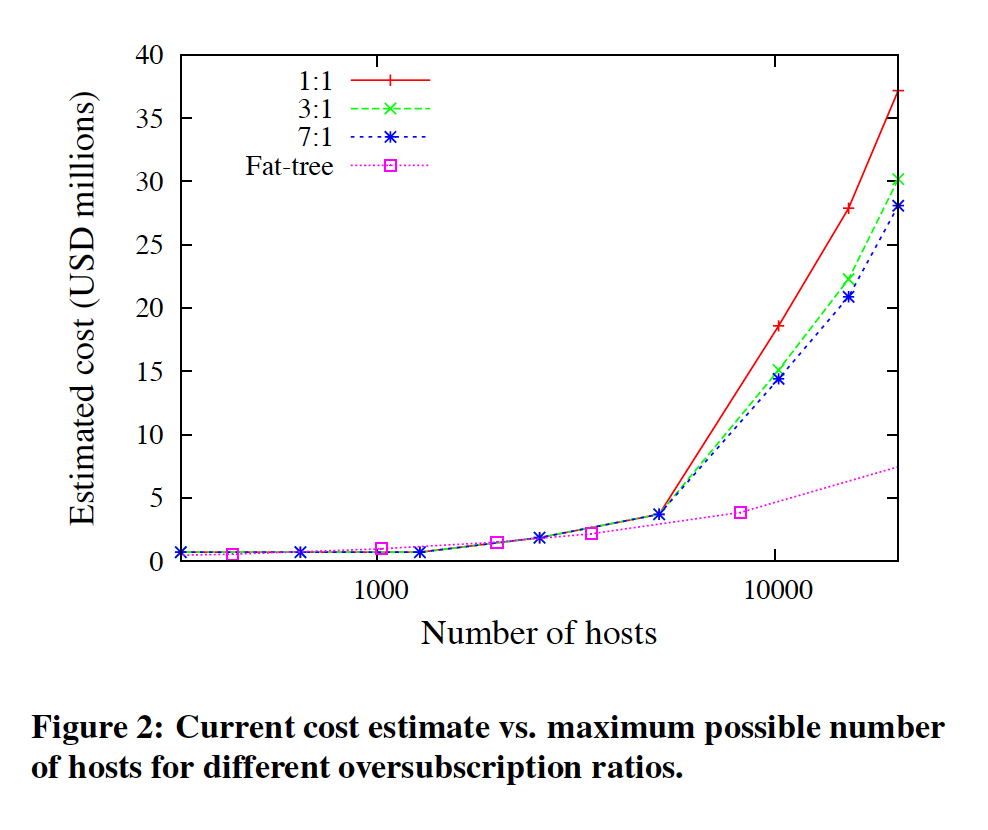 40
35
30
25
20
15
10
5
0
1:1
3:1
7:1
Fat-tree
Estimated cost (USD millions)
1000
10000
Number of hosts
Figure 2: Current cost estimate vs. maximum possible number
of hosts for different oversubscription ratios.